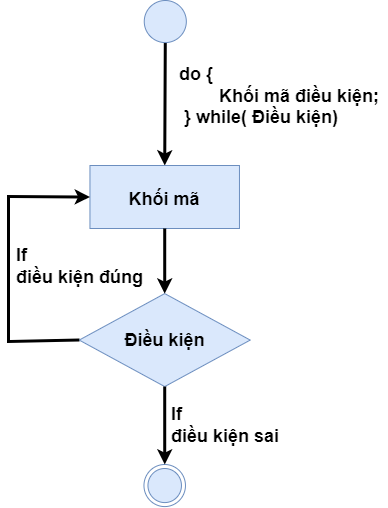 do {
Khối mã điều kiện;
} while( Điều kiện)
Khối mã
If
điều kiện đúng
Điều kiện
If
điều kiện sai